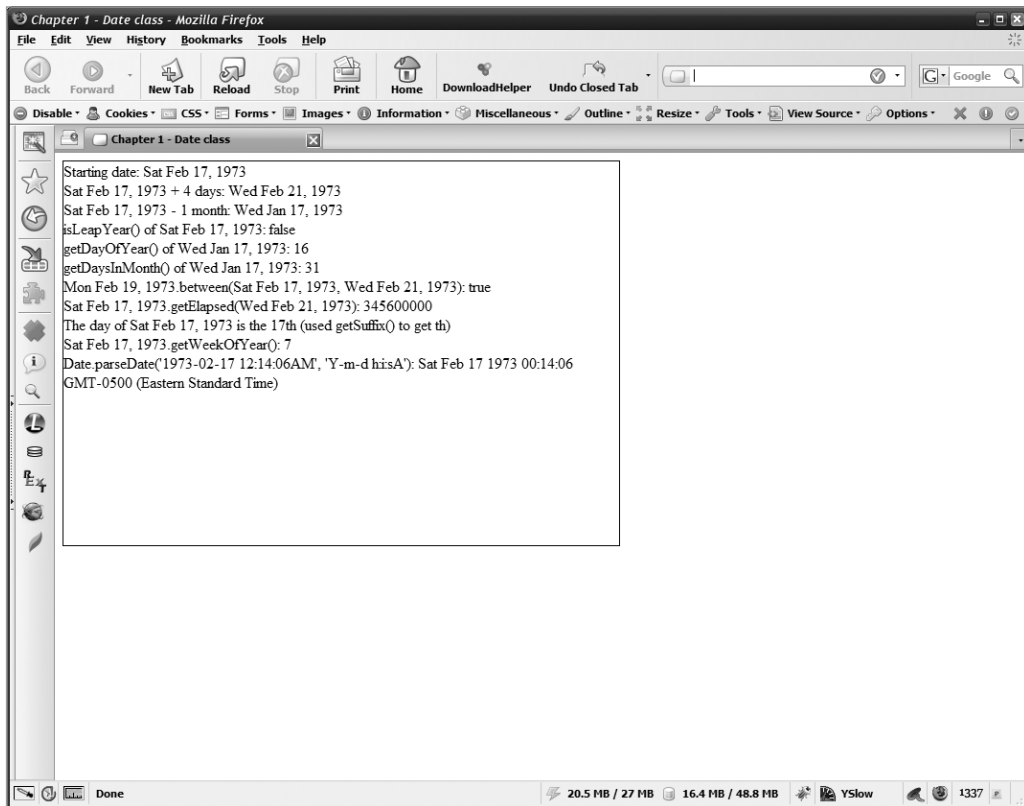 Chapter 1 - Date class - Mozilla Firefox
File Edit View History Bookmarks Tools Help
Back Forward New Tab Reload Stop Print Home DownloadHelper Undo Closed Tab G Google
Disable Cookies CSS Forms Images Information Miscellaneous Outline Resize Tools View Source Options
Chapter 1 - Date class
Starting date: Sat Feb 17, 1973
Sat Feb 17, 1973 + 4 days: Wed Feb 21, 1973
Sat Feb 17, 1973 - 1 month: Wed Jan 17, 1973
isLeapYear() of Sat Feb 17, 1973: false
getDayOfYear() of Wed Jan 17, 1973: 16
getDaysInMonth() of Wed Jan 17, 1973: 31
Mon Feb 19, 1973.between(Sat Feb 17, 1973, Wed Feb 21, 1973): true
Sat Feb 17, 1973.getElapsed(Wed Feb 21, 1973): 345600000
The day of Sat Feb 17, 1973 is the 17th (used getSuffix() to get th)
Sat Feb 17, 1973.getWeekOfYear(): 7
Date.parseDate('1973-02-17 12:14:06AM', 'Y-m-d h:i:sA'): Sat Feb 17 1973 00:14:06
GMT-0500 (Eastern Standard Time)
Done 20.5 MB / 27 MB 16.4 MB / 48.8 MB YSlow 1337